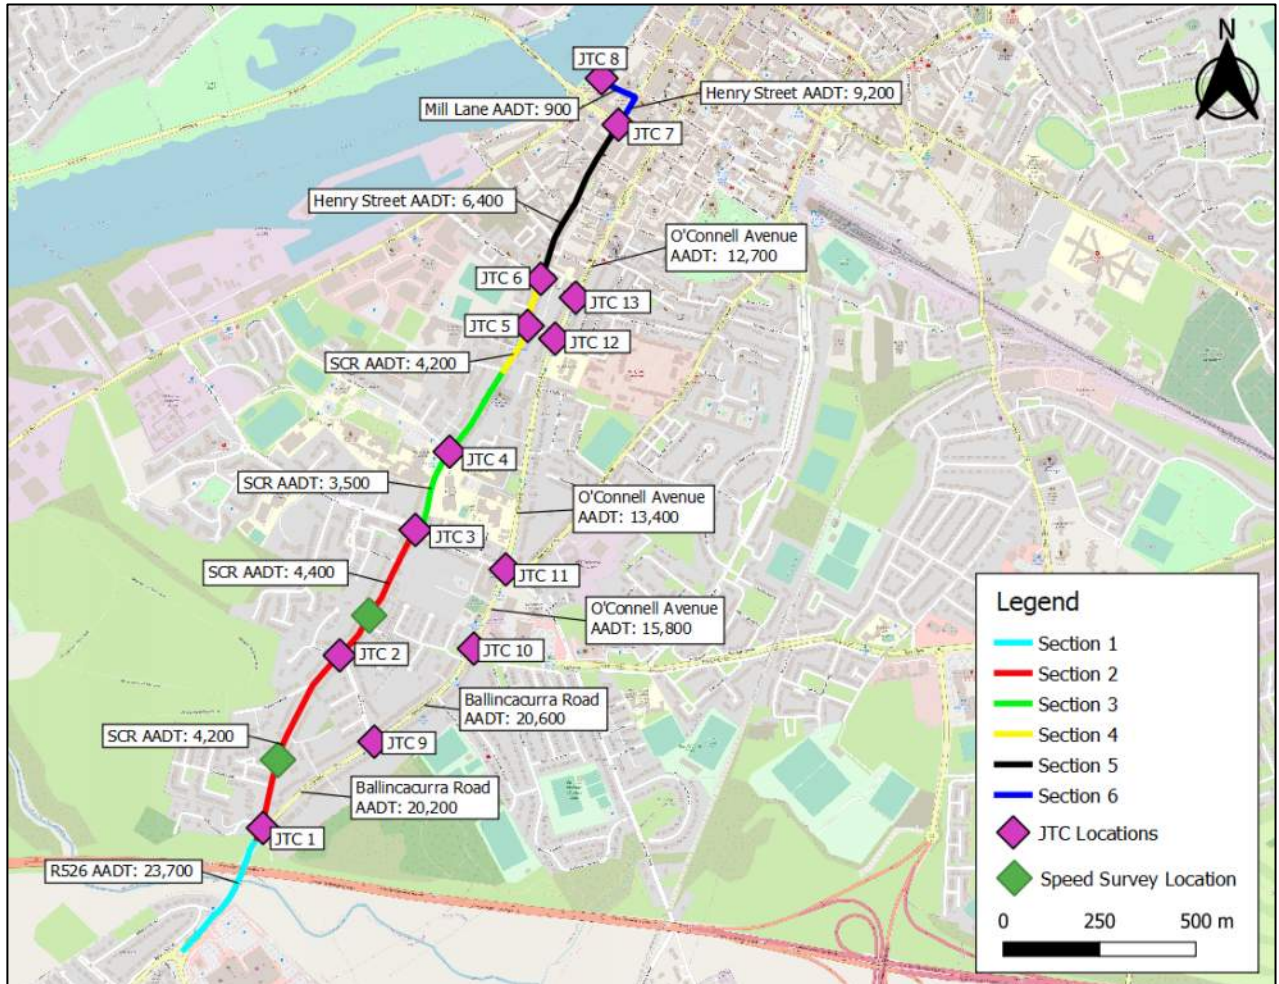 N
JTC 8
Mill Lane AADT: 900
Henry Street AADT: 9,200
JTC 7
Henry Street AADT: 6,400
O'Connell Avenue
AADT: 12,700
JTC 6
JTC 13
JTC 5
JTC 12
SCR AADT: 4,200
JTC 4
SCR AADT: 3,500
O'Connell Avenue
AADT: 13,400
JTC 3
JTC 11
SCR AADT: 4,400
O'Connell Avenue
AADT: 15,800
JTC 2
JTC 10
Ballincacurra Road
AADT: 20,600
SCR AADT: 4,200
JTC 9
Ballincacurra Road
AADT: 20,200
JTC 1
R526 AADT: 23,700
Legend
Section 1
Section 2
Section 3
Section 4
Section 5
Section 6
JTC Locations
Speed Survey Location
0 250 500 m